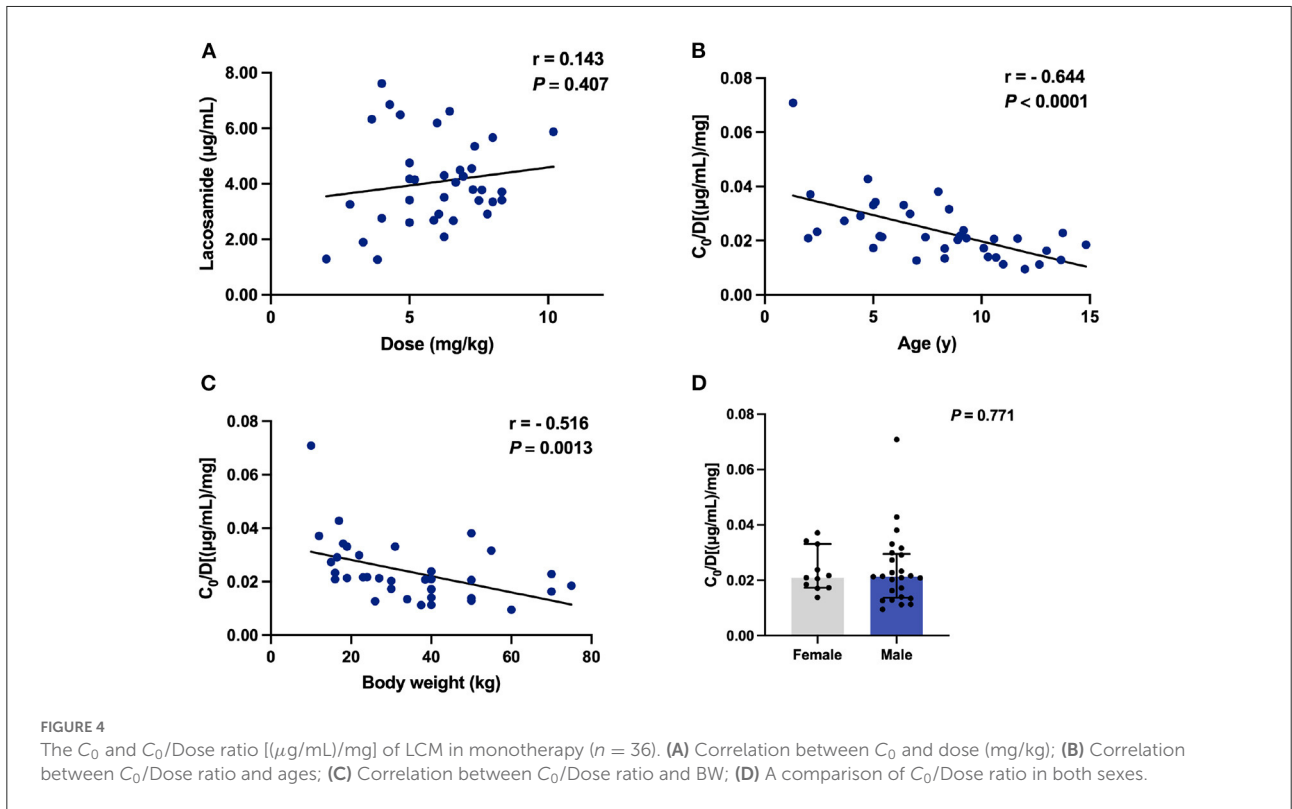 A
r = 0.143
P = 0.407
8.00
6.00
4.00
2.00
0.00
Lacosamide (μg/mL)
0
5
10
Dose (mg/kg)
B
r = - 0.644
P < 0.0001
0.08
0.06
0.04
0.02
0.00
C₀/D[(μg/mL)/mg]
0
5
10
15
Age (y)
C
r = - 0.516
P = 0.0013
0.08
0.06
0.04
0.02
0.00
C₀/D[(μg/mL)/mg]
0
20
40
60
80
Body weight (kg)
D
P = 0.771
0.08
0.06
0.04
0.02
0.00
C₀/D[(μg/mL)/mg]
Female
Male
FIGURE 4
The C₀ and C₀/Dose ratio [(μg/mL)/mg] of LCM in monotherapy (n = 36). (A) Correlation between C₀ and dose (mg/kg); (B) Correlation
between C₀/Dose ratio and ages; (C) Correlation between C₀/Dose ratio and BW; (D) A comparison of C₀/Dose ratio in both sexes.